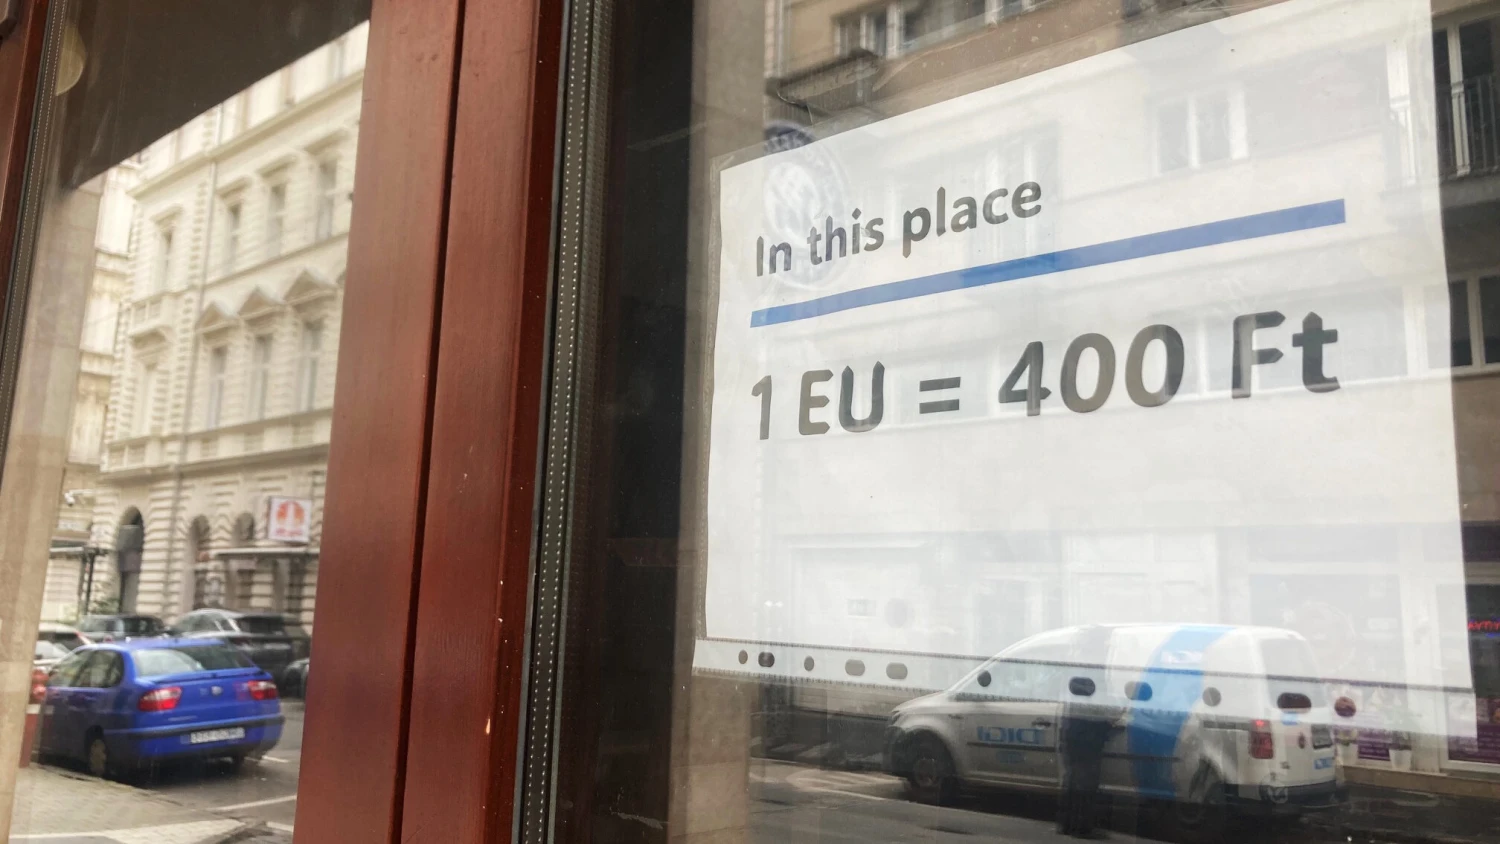 In this place
1 EU = 400 Ft